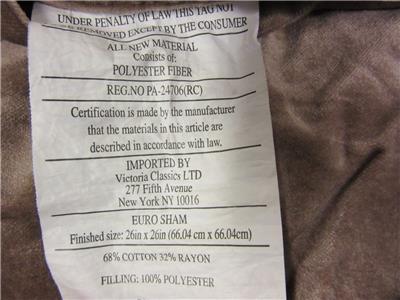 UNDER PENALTY OF LAW THIS TAG NOT
REMOVED EXCEPT BY THE CONSUMER
ALL NEW MATERIAL
Consists of:
POLYESTER FIBER
REG.NO PA-24706(RC)
Certification is made by the manufacturer
that the materials in this article are
described in accordance with law.
IMPORTED BY
Victoria Classics LTD
277 Fifth Avenue
New York NY 10016
EURO SHAM
Finished size: 26in x 26in (66.04 cm x 66.04cm)
68% COTTON 32% RAYON
FILLING: 100% POLYESTER